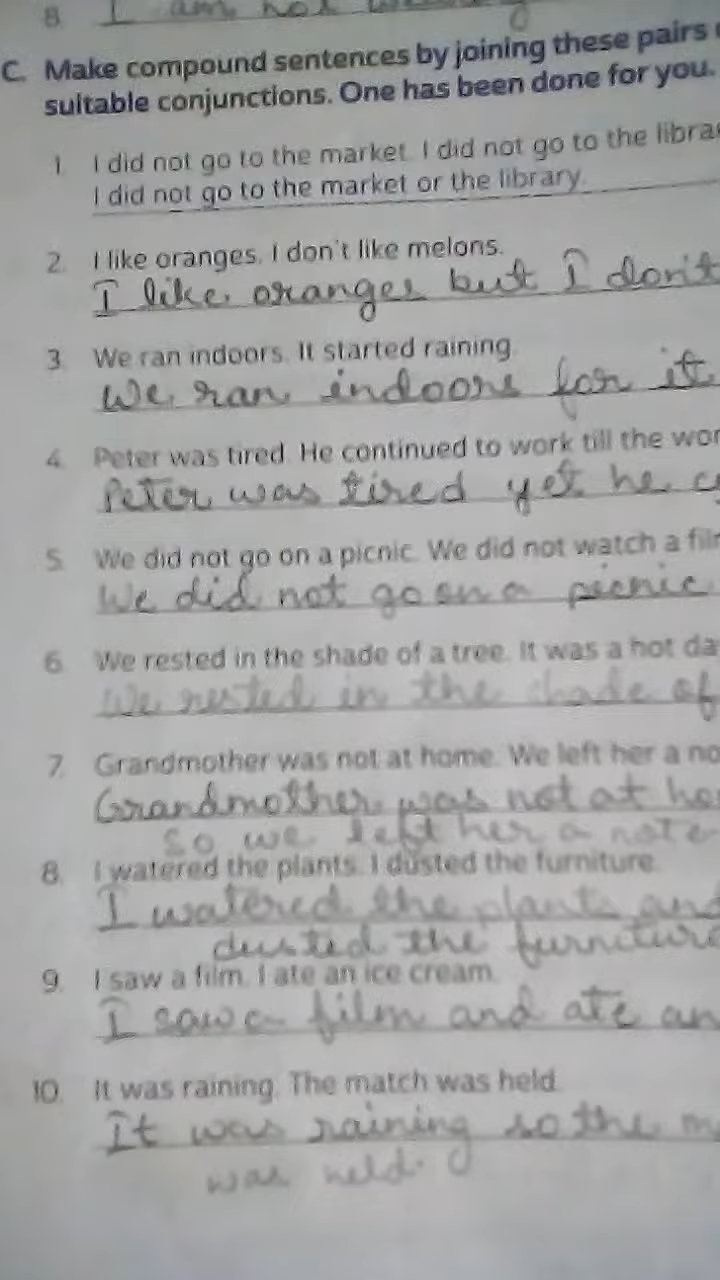 8. I am not
C. Make compound sentences by joining these pairs
suitable conjunctions. One has been done for you.
1. I did not go to the market. I did not go to the libra
I did not go to the market or the library.
2. I like oranges. I don't like melons.
I like oranges but I don't
3. We ran indoors. It started raining.
We ran indoors for it
4. Peter was tired. He continued to work till the wor
Peter was tired yet he c
5. We did not go on a picnic. We did not watch a fil
We did not go on a picnic
6. We rested in the shade of a tree. It was a hot da
We rested in the shade of
7. Grandmother was not at home. We left her a no
Grandmother was not at ho
so we left her a note
8. I watered the plants. I dusted the furniture.
I watered the plants and
dusted the furniture
9. I saw a film. I ate an ice cream.
I saw a film and ate an
10. It was raining. The match was held.
It was raining so the m
was held.